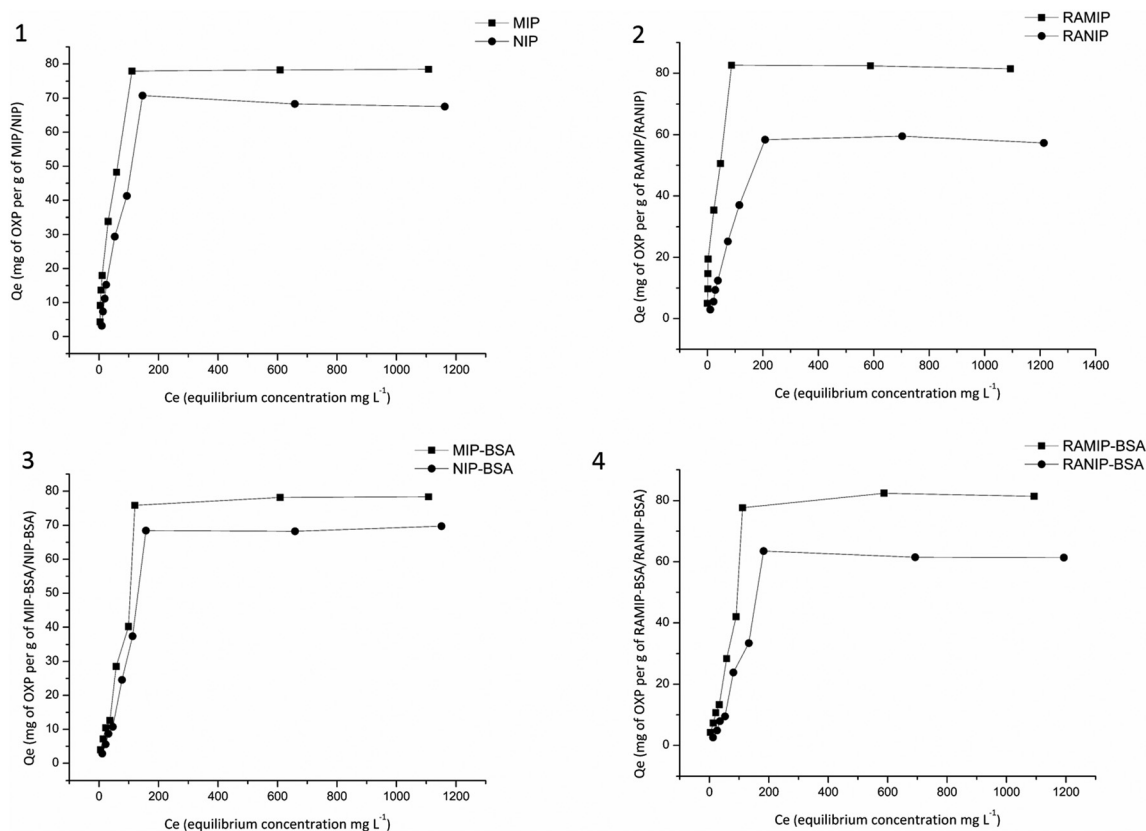 1
MIP
NIP
Qe (mg of OXP per g of MIP/NIP)
80
70
60
50
40
30
20
10
0
0 200 400 600 800 1000 1200
Ce (equilibrium concentration mg L⁻¹)
2
RAMIP
RANIP
Qe (mg of OXP per g of RAMIP/RANIP)
80
60
40
20
0
0 200 400 600 800 1000 1200 1400
Ce (equilibrium concentration mg L⁻¹)
3
MIP-BSA
NIP-BSA
Qe (mg of OXP per g of MIP-BSA/NIP-BSA)
80
70
60
50
40
30
20
10
0
0 200 400 600 800 1000 1200
Ce (equilibrium concentration mg L⁻¹)
4
RAMIP-BSA
RANIP-BSA
Qe (mg of OXP per g of RAMIP-BSA/RANIP-BSA)
80
60
40
20
0
0 200 400 600 800 1000 1200
Ce (equilibrium concentration mg L⁻¹)